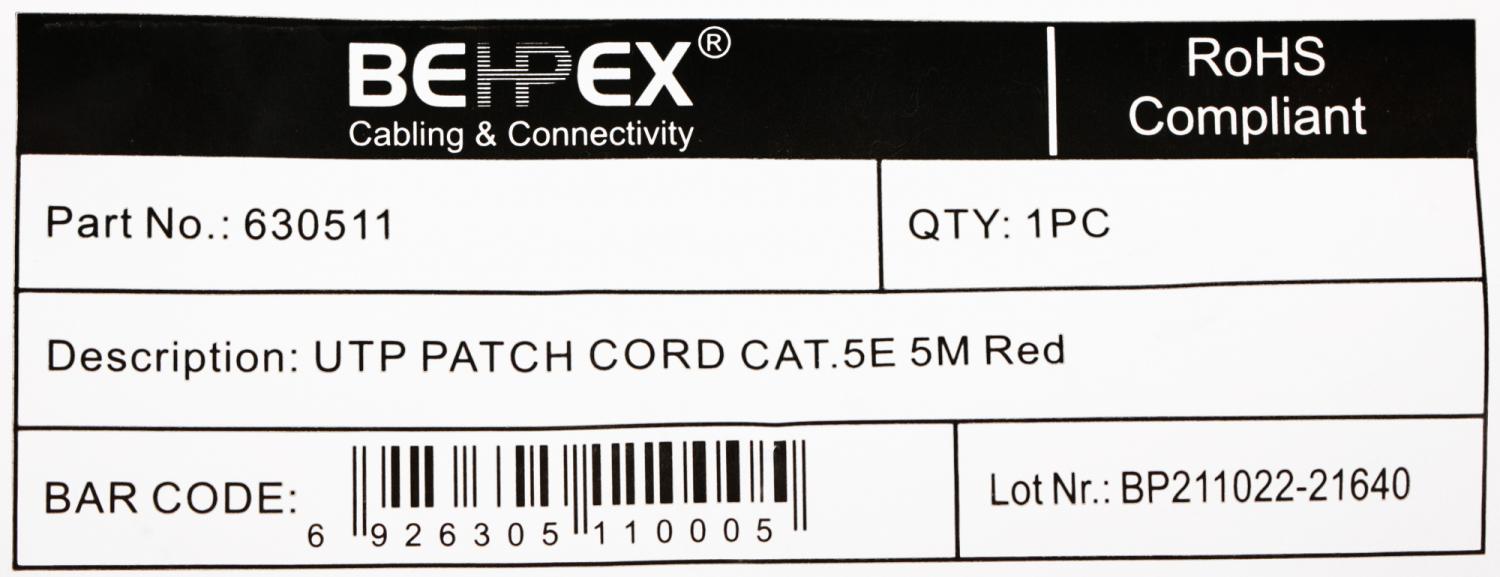 BEHPEX®
Cabling & Connectivity
RoHS
Compliant
Part No.: 630511
QTY: 1PC
Description: UTP PATCH CORD CAT.5E 5M Red
BAR CODE:
6 926305 110005
Lot Nr.: BP211022-21640